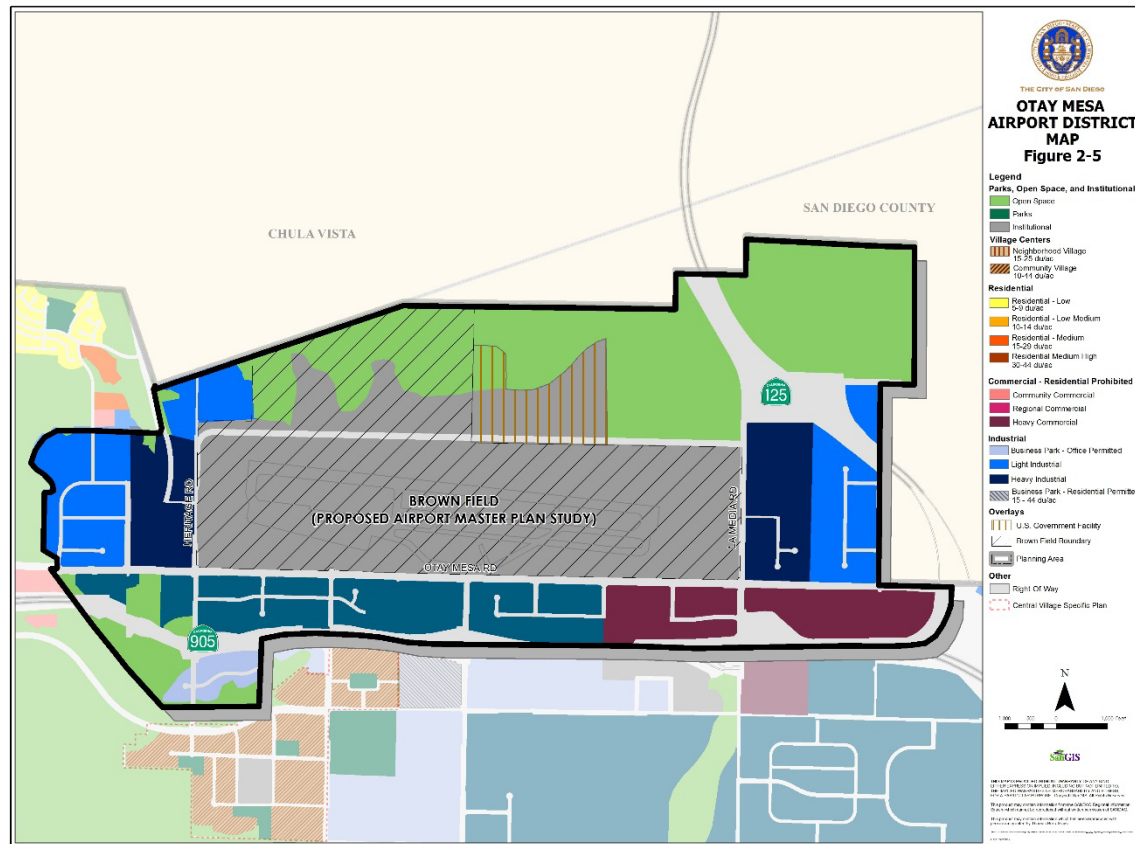 THE CITY OF SAN DIEGO
OTAY MESA
AIRPORT DISTRICT
MAP
Figure 2-5
Legend
Parks, Open Space, and Institutional
Open Space
Parks
Institutional
Village Centers
Neighborhood Village
15-25 du/ac
Community Village
18-44 du/ac
Residential
Residential - Low
5-9 du/ac
Residential - Low Medium
10-14 du/ac
Residential - Medium
15-29 du/ac
Residential Medium High
30-44 du/ac
Commercial - Residential Prohibited
Community Commercial
Regional Commercial
Heavy Commercial
Industrial
Business Park - Office Permitted
Light Industrial
Heavy Industrial
Business Park - Residential Permitte
15 - 44 du/ac
Overlays
U.S. Government Facility
Brown Field Boundary
Planning Area
Other
Right Of Way
Central Village Specific Plan
N
SanGIS
CHULA VISTA
SAN DIEGO COUNTY
125
HERITAGE RD
BROWN FIELD
(PROPOSED AIRPORT MASTER PLAN STUDY)
LA MEDIA RD
OTAY MESA RD
905